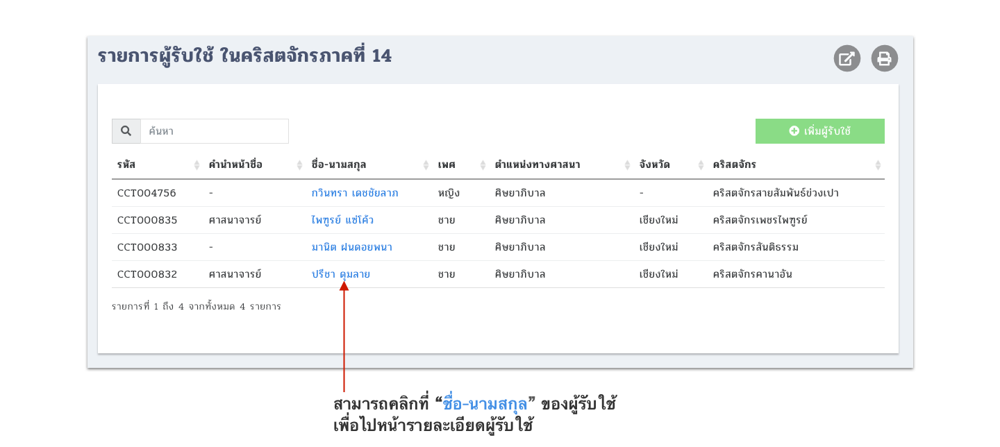 รายการผู้รับใช้ ในคริสตจักรภาคที่ 14
ค้นหา
เพิ่มผู้รับใช้
รหัส คำนำหน้าชื่อ ชื่อ-นามสกุล เพศ ตำแหน่งทางศาสนา จังหวัด คริสตจักร
CCT004756 - กวินทรา เดชชัยลาภ หญิง ศิษยาภิบาล - คริสตจักรสายสัมพันธ์ข่วงเปา
CCT000835 ศาสนาจารย์ ไพฑูรย์ แซ่โค้ว ชาย ศิษยาภิบาล เชียงใหม่ คริสตจักรเพชรไพฑูรย์
CCT000833 - มานิต ฝนดอยพนา ชาย ศิษยาภิบาล เชียงใหม่ คริสตจักรสันติธรรม
CCT000832 ศาสนาจารย์ ปรีชา ดุมลาย ชาย ศิษยาภิบาล เชียงใหม่ คริสตจักรคานาอัน
รายการที่ 1 ถึง 4 จากทั้งหมด 4 รายการ
สามารถคลิกที่ “ชื่อ-นามสกุล” ของผู้รับใช้
เพื่อไปหน้ารายละเอียดผู้รับใช้